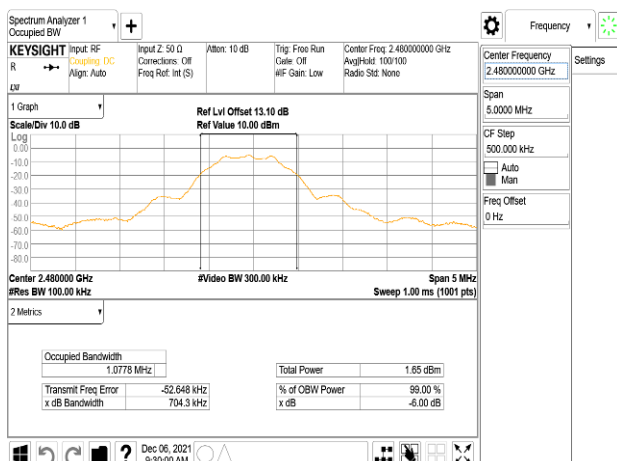 Spectrum Analyzer 1
Occupied BW
+
Frequency
KEYSIGHT
R
LXI
Input: RF
Coupling: DC
Align: Auto
Input Z: 50 Ω
Corrections: Off
Freq Ref: Int (S)
Atten: 10 dB
Trig: Free Run
Gate: Off
#IF Gain: Low
Center Freq: 2.480000000 GHz
Avg|Hold: 100/100
Radio Std: None
Center Frequency
2.480000000 GHz
Settings
Span
5.0000 MHz
CF Step
500.000 kHz
Auto
Man
Freq Offset
0 Hz
1 Graph
Scale/Div 10.0 dB
Ref Lvl Offset 13.10 dB
Ref Value 10.00 dBm
Log
0.00
-10.0
-20.0
-30.0
-40.0
-50.0
-60.0
-70.0
-80.0
Center 2.480000 GHz
#Res BW 100.00 kHz
#Video BW 300.00 kHz
Span 5 MHz
Sweep 1.00 ms (1001 pts)
2 Metrics
Occupied Bandwidth
1.0778 MHz
Transmit Freq Error -52.648 kHz
x dB Bandwidth 704.3 kHz
Total Power 1.65 dBm
% of OBW Power 99.00 %
x dB -6.00 dB
?
Dec 06, 2021
9:30:00 AM